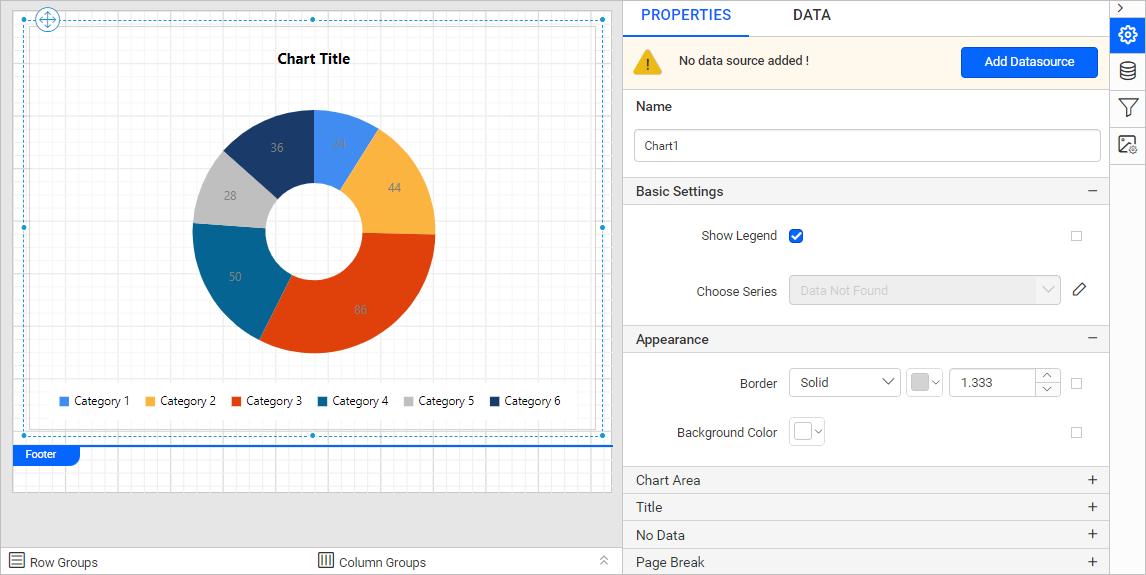 Chart Title
36
44
28
50
86
Category 1
Category 2
Category 3
Category 4
Category 5
Category 6
Footer
Row Groups
Column Groups
PROPERTIES
DATA
No data source added !
Add Datasource
Name
Chart1
Basic Settings
Show Legend
Choose Series
Data Not Found
Appearance
Border
Solid
1.333
Background Color
Chart Area
Title
No Data
Page Break